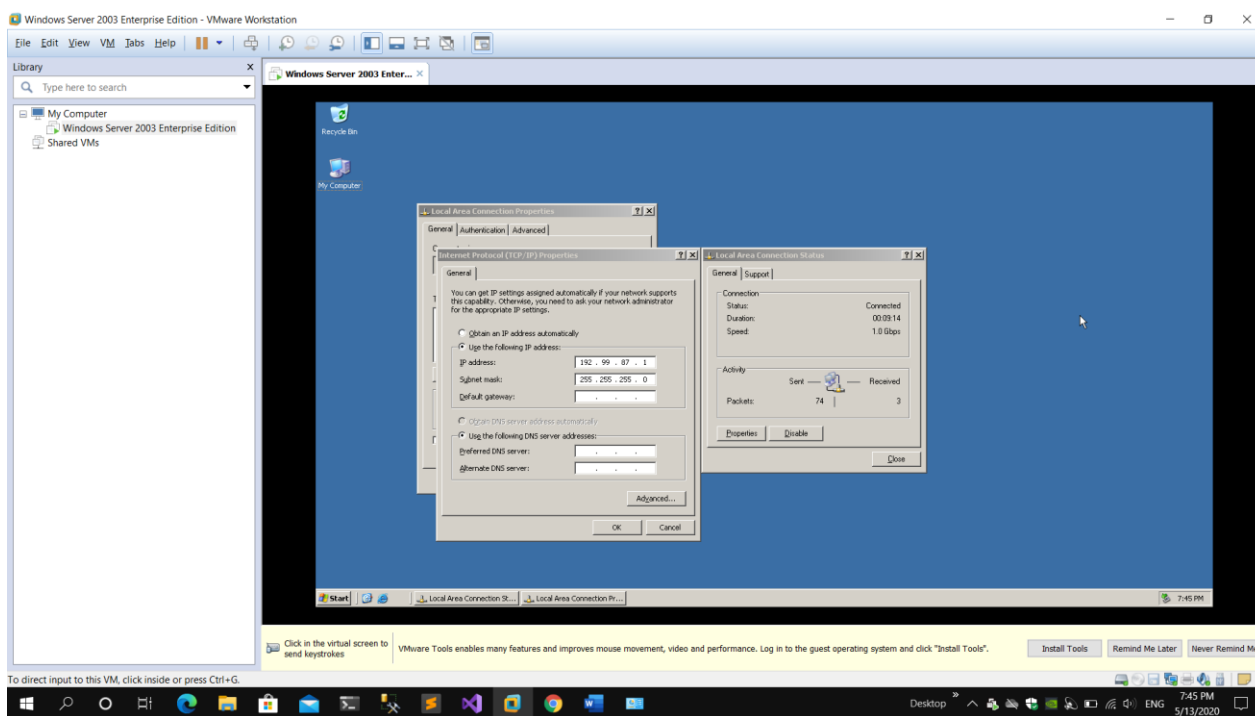 Windows Server 2003 Enterprise Edition - VMware Workstation
File Edit View VM Tabs Help
Library x
Type here to search
My Computer
Windows Server 2003 Enterprise Edition
Shared VMs
Windows Server 2003 Enter... ×
Recycle Bin
My Computer
Local Area Connection Properties
General Authentication Advanced
Internet Protocol (TCP/IP) Properties
General
You can get IP settings assigned automatically if your network supports
this capability. Otherwise, you need to ask your network administrator
for the appropriate IP settings.
Obtain an IP address automatically
Use the following IP address:
IP address: 192 . 99 . 87 . 1
Subnet mask: 255 . 255 . 255 . 0
Default gateway: . . .
Obtain DNS server address automatically
Use the following DNS server addresses:
Preferred DNS server: . . .
Alternate DNS server: . . .
Advanced...
OK Cancel
Local Area Connection Status
General Support
Connection
Status: Connected
Duration: 00:09:14
Speed: 1.0 Gbps
Activity
Sent — — Received
Packets: 74 | 3
Properties Disable
Close
Start Local Area Connection St... Local Area Connection Pr... 7:45 PM
Click in the virtual screen to
send keystrokes
VMware Tools enables many features and improves mouse movement, video and performance. Log in to the guest operating system and click "Install Tools".
Install Tools Remind Me Later Never Remind M
To direct input to this VM, click inside or press Ctrl+G.
Desktop » ENG 7:45 PM
5/13/2020